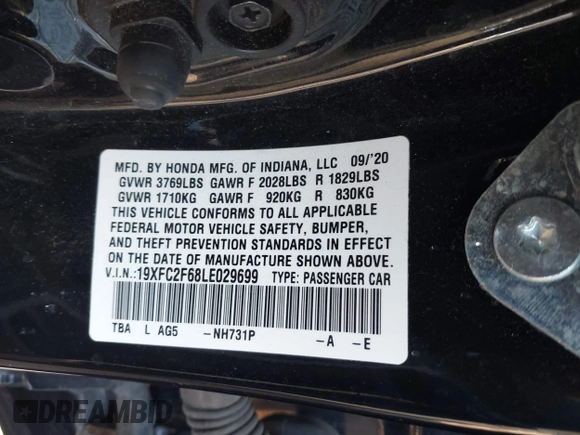 MFD. BY HONDA MFG. OF INDIANA, LLC 09/'20
GVWR 3769LBS GAWR F 2028LBS R 1829LBS
GVWR 1710KG GAWR F 920KG R 830KG
THIS VEHICLE CONFORMS TO ALL APPLICABLE
FEDERAL MOTOR VEHICLE SAFETY, BUMPER,
AND THEFT PREVENTION STANDARDS IN EFFECT
ON THE DATE OF MANUFACTURE SHOWN ABOVE.
V.I.N.:19XFC2F68LE029699 TYPE: PASSENGER CAR
TBA L AG5 -NH731P -A -E
DREAMBID